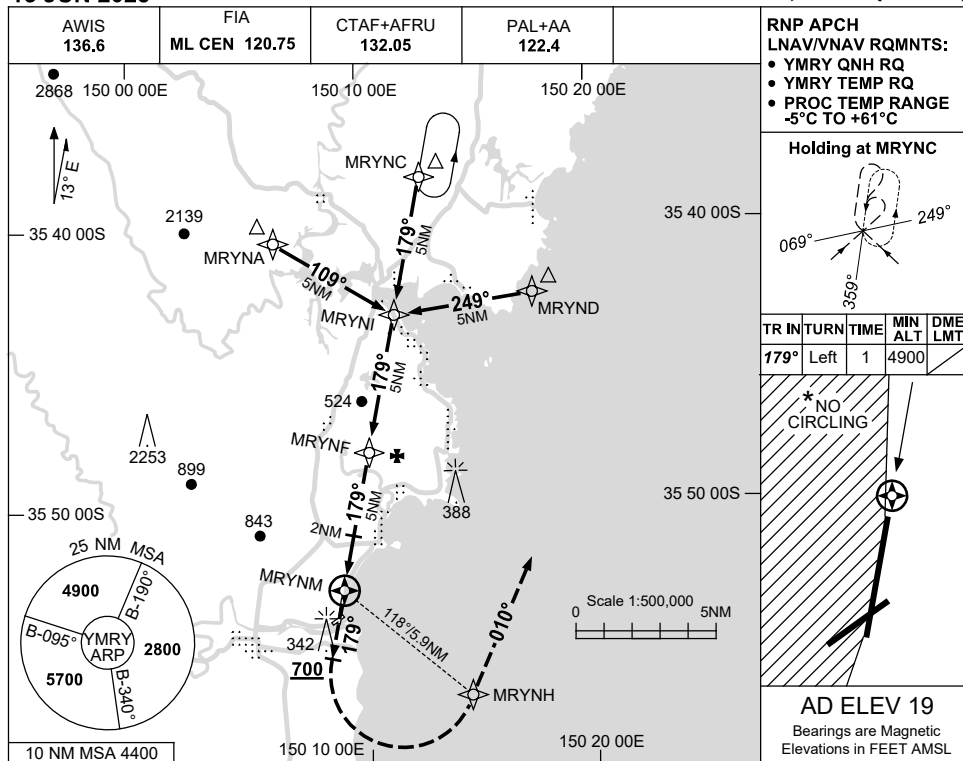 AWIS
136.6
FIA
ML CEN 120.75
CTAF+AFRU
132.05
PAL+AA
122.4
RNP APCH
LNAV/VNAV RQMNTS:
• YMRY QNH RQ
• YMRY TEMP RQ
• PROC TEMP RANGE
-5°C TO +61°C
2868
150 00 00E
150 10 00E
150 20 00E
13° E
MRYNC
Holding at MRYNC
249°
069°
359°
2139
35 40 00S
35 40 00S
MRYNA
179°
5NM
109°
5NM
249°
5NM
MRYND
MRYNI
TR IN
TURN
TIME
MIN
ALT
DME
LMT
179°
Left
1
4900
179°
5NM
524
MRYNF
* NO
CIRCLING
2253
899
388
35 50 00S
35 50 00S
179°
5NM
2NM
843
25 NM MSA
4900
B-190°
B-095°
YMRY
ARP
2800
5700
B-340°
MRYNM
Scale 1:500,000
0
5NM
342
179°
700
118°/5.9NM
010°
MRYNH
AD ELEV 19
Bearings are Magnetic
Elevations in FEET AMSL
10 NM MSA 4400
150 10 00E
150 20 00E